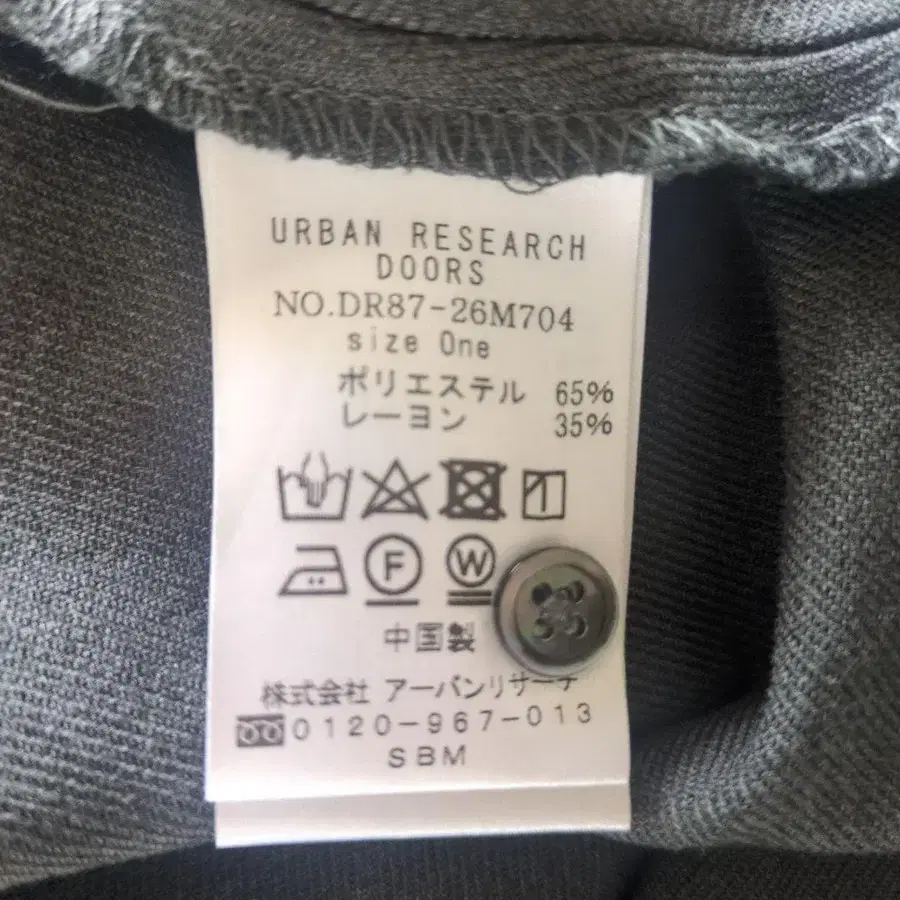 URBAN RESEARCH
DOORS
NO.DR87-26M704
size One
ポリエステル 65%
レーヨン 35%
F W
中国製
株式会社 アーバンリサーチ
0120-967-013
SBM